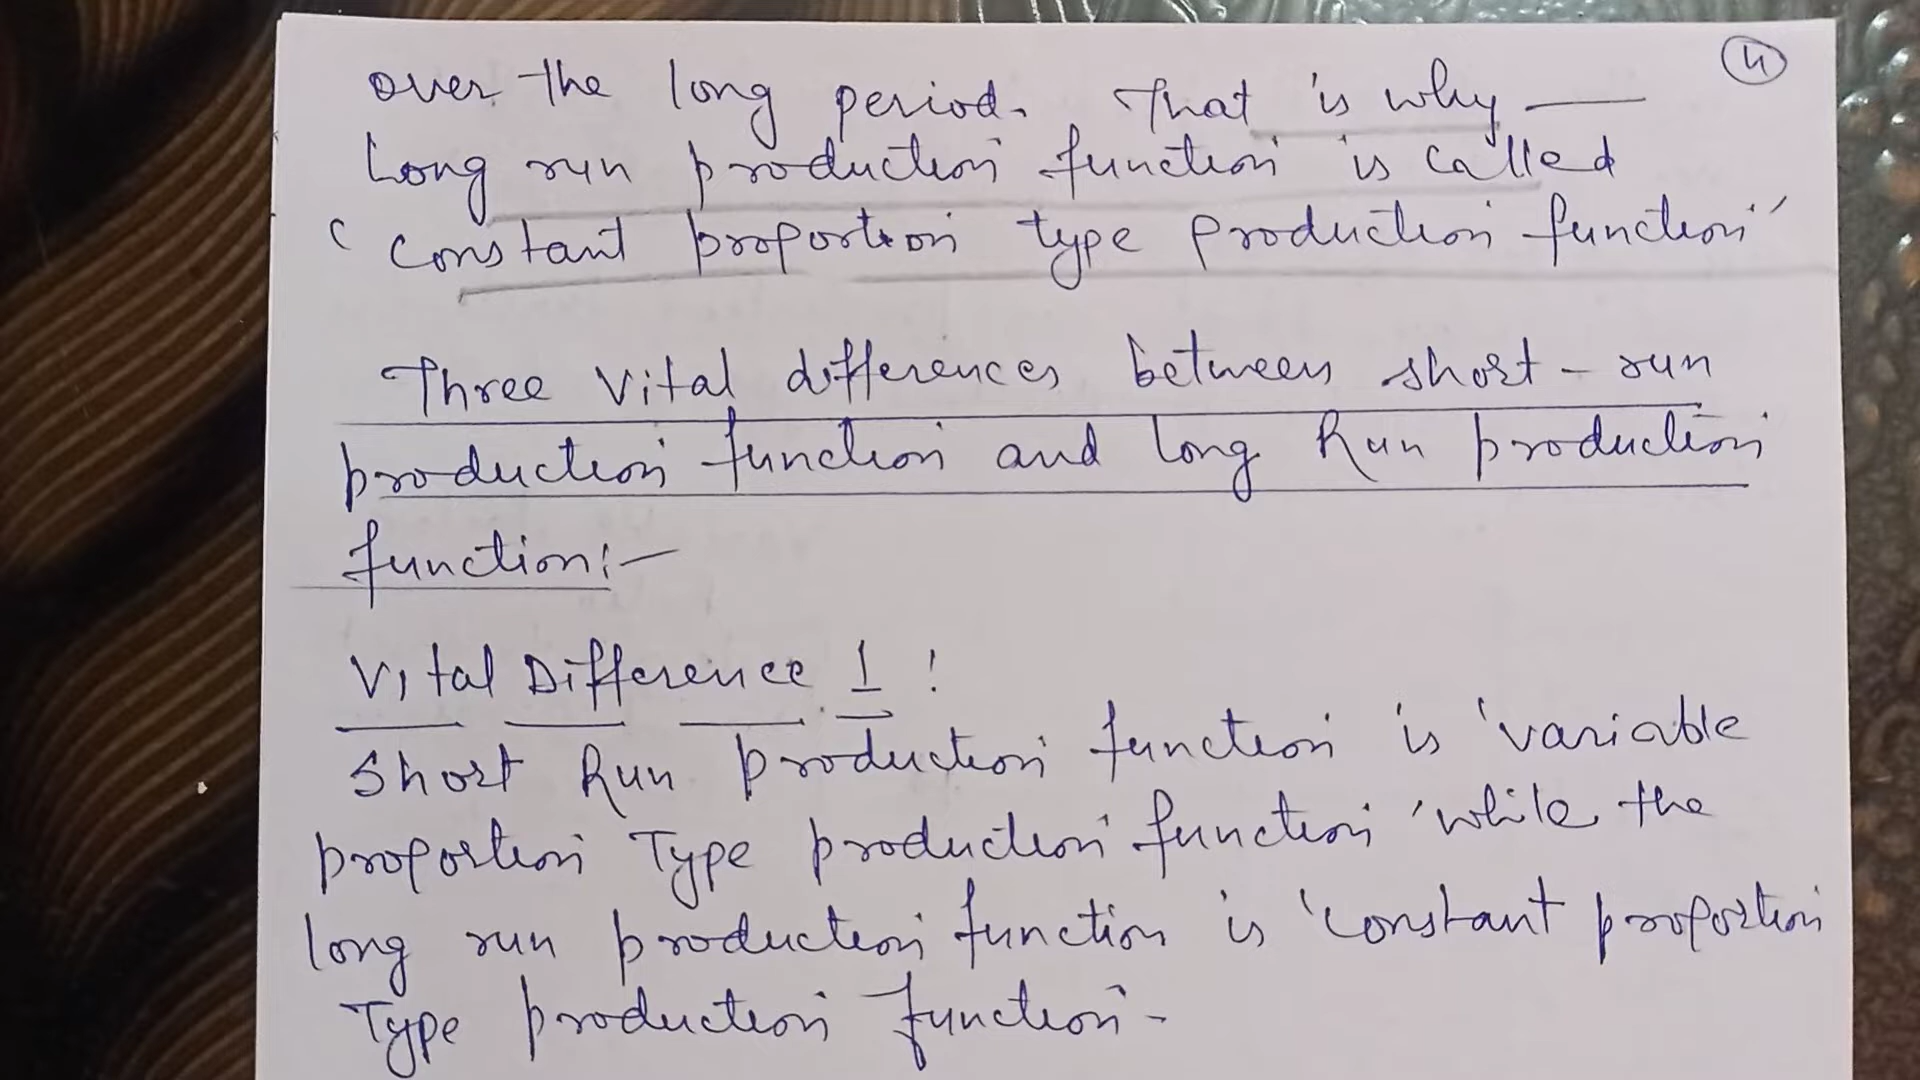 4
over the long period. That is why —
Long run production function is called
'Constant proportion type production function'
Three Vital differences between short - run
production function and long Run production
function:-
Vital Difference 1 :
Short Run production function is 'variable
proportion Type production function' while the
long run production function is 'constant proportion
Type production function.